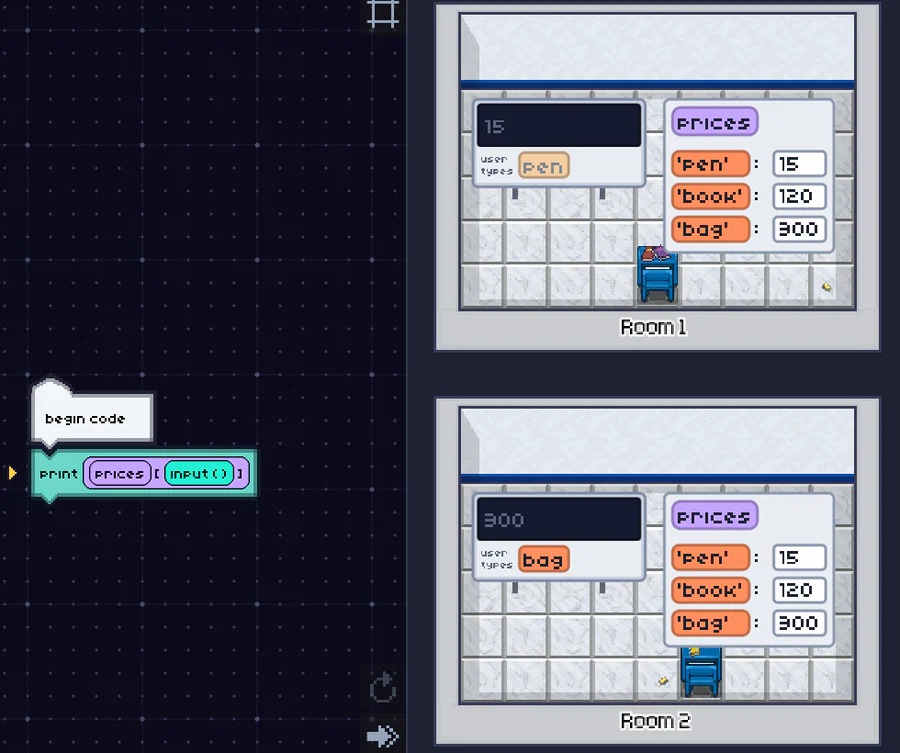 begin code
print prices [ input () ]
15
user types pen
prices
'pen' : 15
'book' : 120
'bag' : 300
Room 1
300
user types bag
prices
'pen' : 15
'book' : 120
'bag' : 300
Room 2